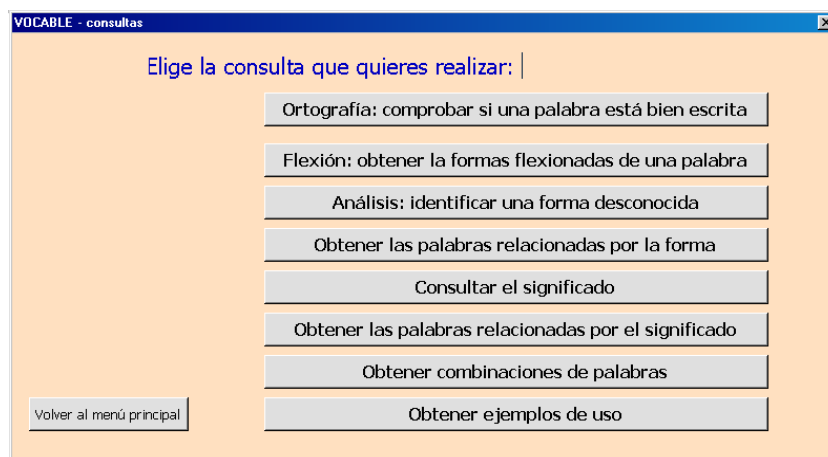 VOCABLE - consultas
Elige la consulta que quieres realizar:
Ortografía: comprobar si una palabra está bien escrita
Flexión: obtener la formas flexionadas de una palabra
Análisis: identificar una forma desconocida
Obtener las palabras relacionadas por la forma
Consultar el significado
Obtener las palabras relacionadas por el significado
Obtener combinaciones de palabras
Volver al menú principal
Obtener ejemplos de uso